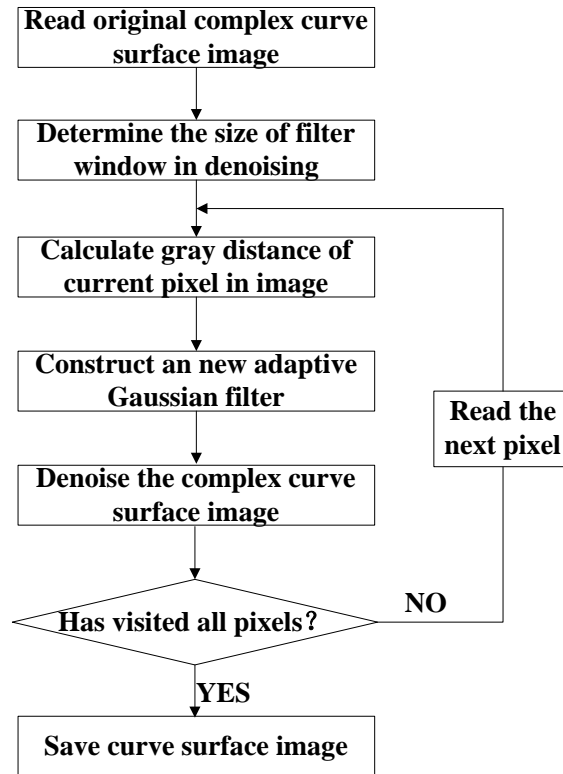 Read original complex curve
surface image
Determine the size of filter
window in denoising
Calculate gray distance of
current pixel in image
Construct an new adaptive
Gaussian filter
Read the
next pixel
Denoise the complex curve
surface image
Has visited all pixels？
NO
YES
Save curve surface image